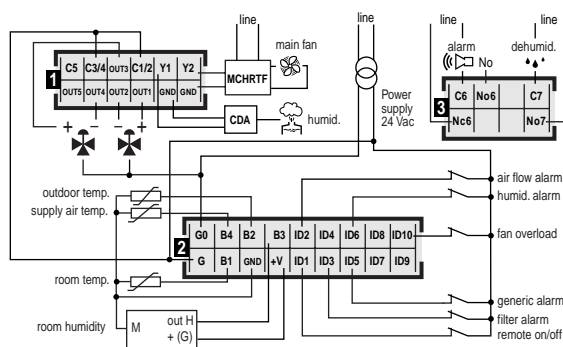 line
line
line
line
alarm
No
dehumid.
main fan
1
C5 C3/4 OUT3 C1/2 Y1 Y2
OUT5 OUT4 OUT2 OUT1 GND GND
MCHRTF
CDA
humid.
Power
supply
24 Vac
3
C6 No6 C7
Nc6 No7
+ − − +
outdoor temp.
supply air temp.
air flow alarm
humid. alarm
2
G0 B4 B2 B3 ID2 ID4 ID6 ID8 ID10
G B1 GND +V ID1 ID3 ID5 ID7 ID9
fan overload
room temp.
room humidity
M
out H
+ (G)
generic alarm
filter alarm
remote on/off